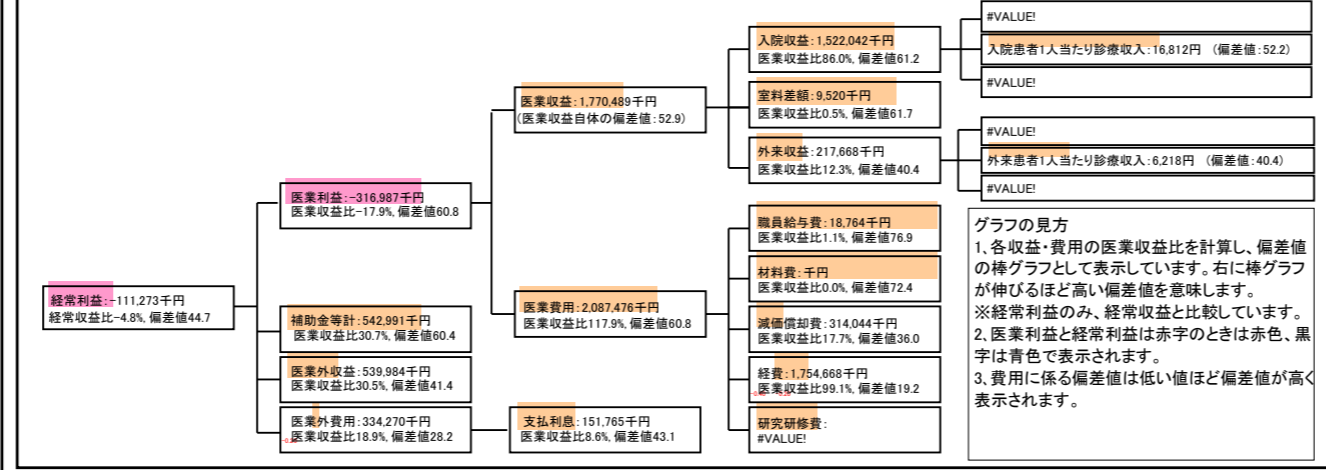 経常利益:-111,273千円
経常収益比-4.8%, 偏差値44.7
医業利益:-316,987千円
医業収益比-17.9%, 偏差値60.8
補助金等計:542,991千円
医業収益比30.7%, 偏差値60.4
医業外収益:539,984千円
医業収益比30.5%, 偏差値41.4
医業外費用:334,270千円
医業収益比18.9%, 偏差値28.2
医業収益:1,770,489千円
(医業収益自体の偏差値:52.9)
医業費用:2,087,476千円
医業収益比117.9%, 偏差値60.8
支払利息:151,765千円
医業収益比8.6%, 偏差値43.1
入院収益:1,522,042千円
医業収益比86.0%, 偏差値61.2
室料差額:9,520千円
医業収益比0.5%, 偏差値61.7
外来収益:217,668千円
医業収益比12.3%, 偏差値40.4
職員給与費:18,764千円
医業収益比1.1%, 偏差値76.9
材料費:千円
医業収益比0.0%, 偏差値72.4
減価償却費:314,044千円
医業収益比17.7%, 偏差値36.0
経費:1,754,668千円
医業収益比99.1%, 偏差値19.2
研究研修費:
#VALUE!
#VALUE!
入院患者1人当たり診療収入:16,812円 (偏差値:52.2)
#VALUE!
#VALUE!
外来患者1人当たり診療収入:6,218円 (偏差値:40.4)
#VALUE!
グラフの見方
1、各収益・費用の医業収益比を計算し、偏差値
の棒グラフとして表示しています。右に棒グラフ
が伸びるほど高い偏差値を意味します。
※経常利益のみ、経常収益と比較しています。
2、医業利益と経常利益は赤字のときは赤色、黒
字は青色で表示されます。
3、費用に係る偏差値は低い値ほど偏差値が高く
表示されます。